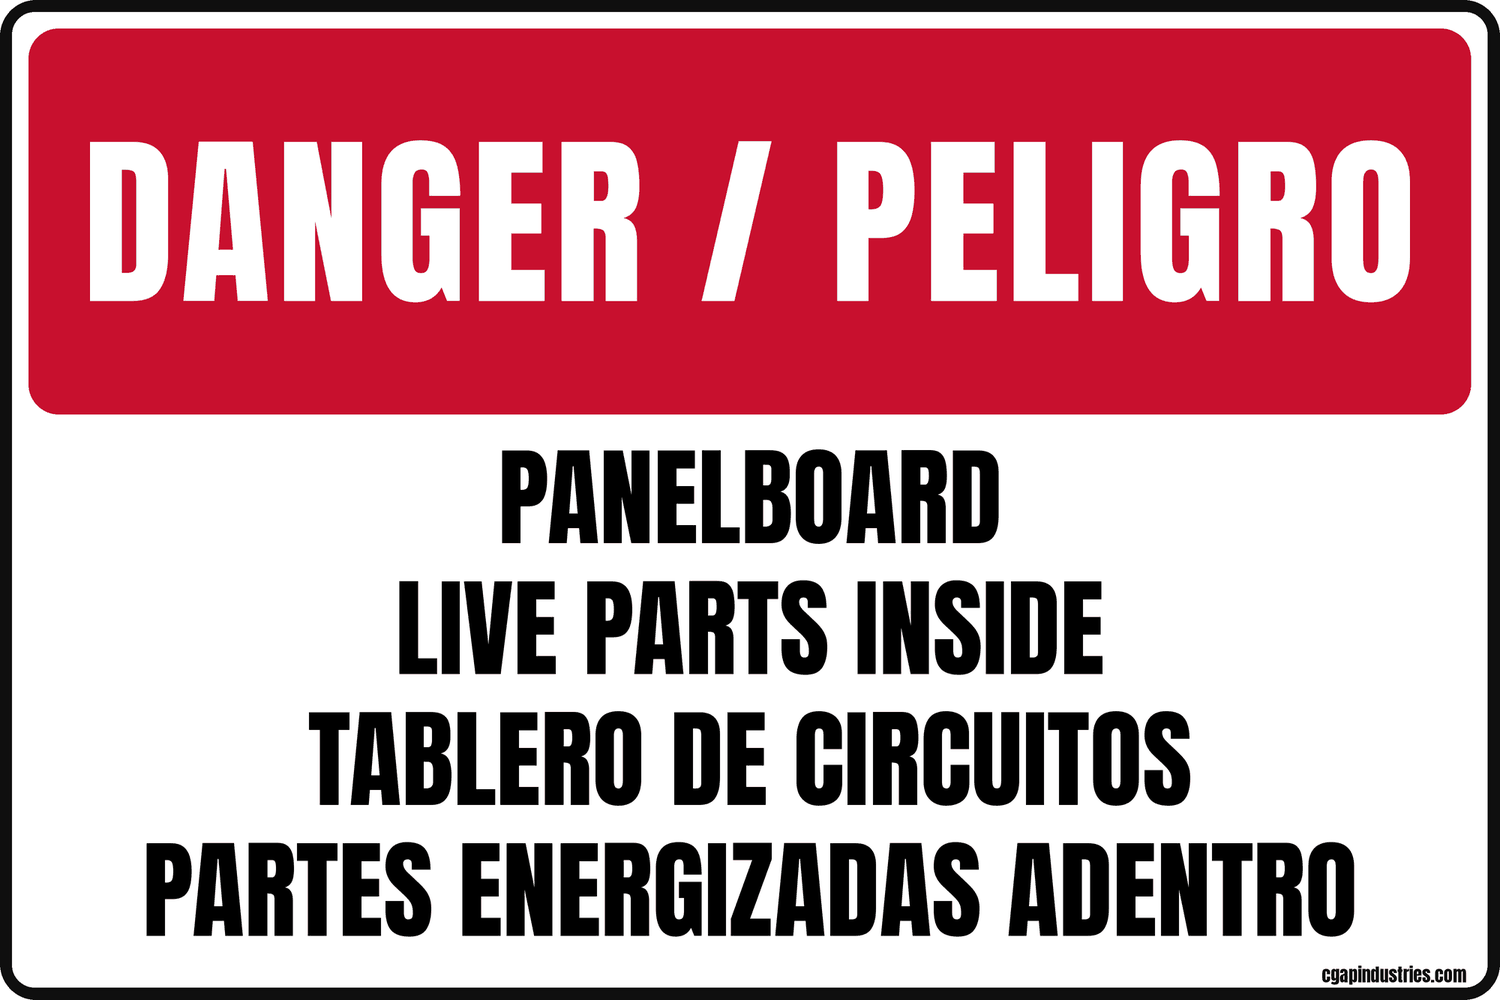 DANGER / PELIGRO
PANELBOARD
LIVE PARTS INSIDE
TABLERO DE CIRCUITOS
PARTES ENERGIZADAS ADENTRO
cgapindustries.com